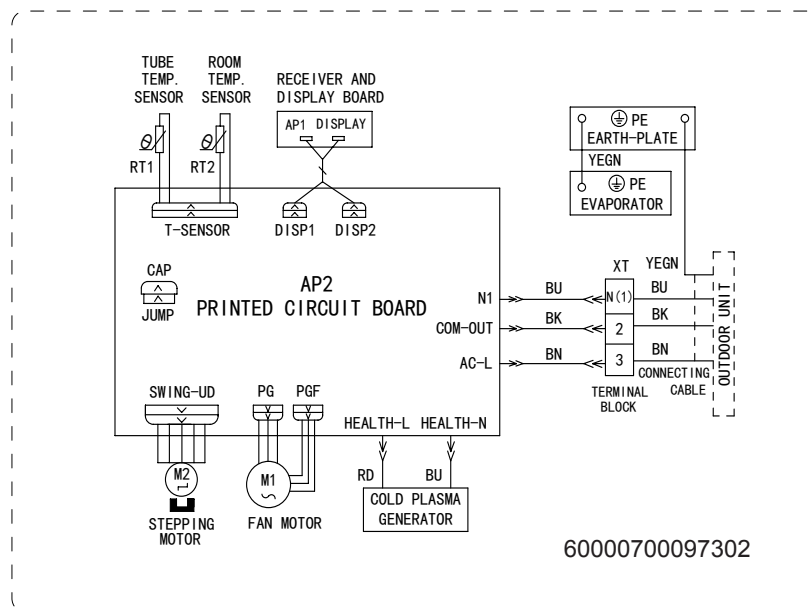 TUBE
TEMP.
SENSOR
ROOM
TEMP.
SENSOR
RECEIVER AND
DISPLAY BOARD
AP1 DISPLAY
RT1
RT2
PE
EARTH-PLATE
YEGN
PE
EVAPORATOR
T-SENSOR
DISP1
DISP2
CAP
JUMP
AP2
PRINTED CIRCUIT BOARD
N1
COM-OUT
AC-L
BU
BK
BN
XT
N(1)
2
3
TERMINAL
BLOCK
YEGN
BU
BK
BN
CONNECTING
CABLE
OUTDOOR UNIT
SWING-UD
PG
PGF
HEALTH-L
HEALTH-N
M2
STEPPING
MOTOR
M1
FAN MOTOR
RD
BU
COLD PLASMA
GENERATOR
60000700097302